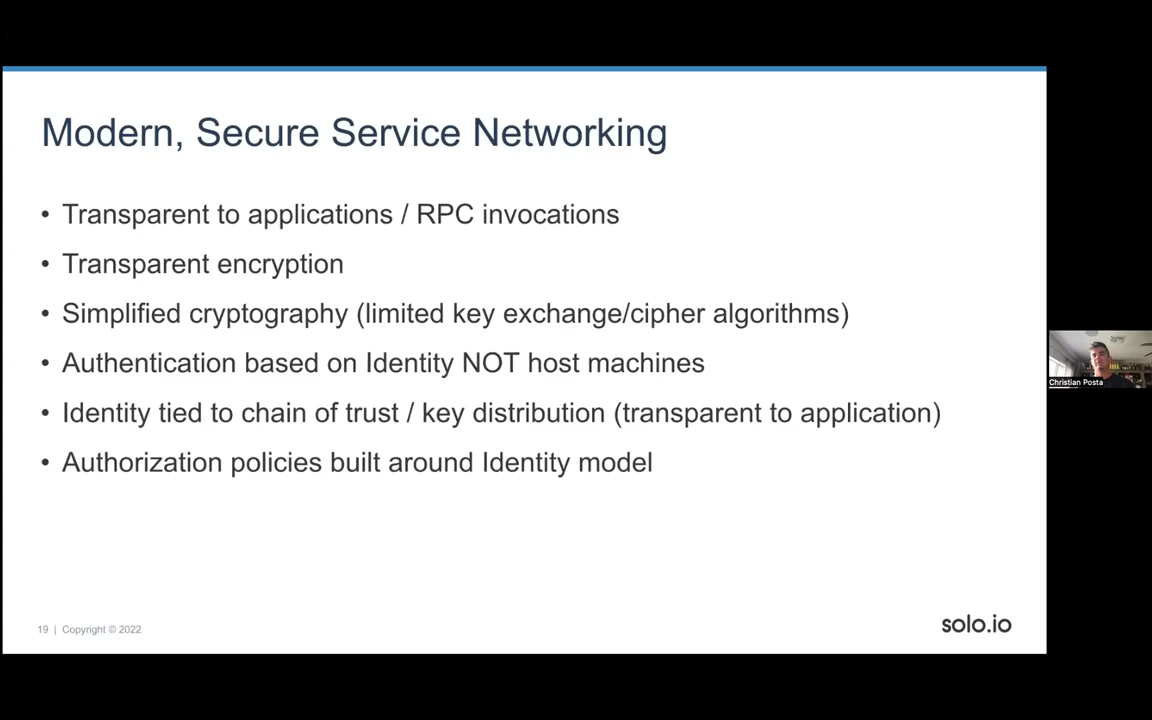 Modern, Secure Service Networking
• Transparent to applications / RPC invocations
• Transparent encryption
• Simplified cryptography (limited key exchange/cipher algorithms)
• Authentication based on Identity NOT host machines
• Identity tied to chain of trust / key distribution (transparent to application)
• Authorization policies built around Identity model
Christian Posta
19 | Copyright © 2022
solo.io